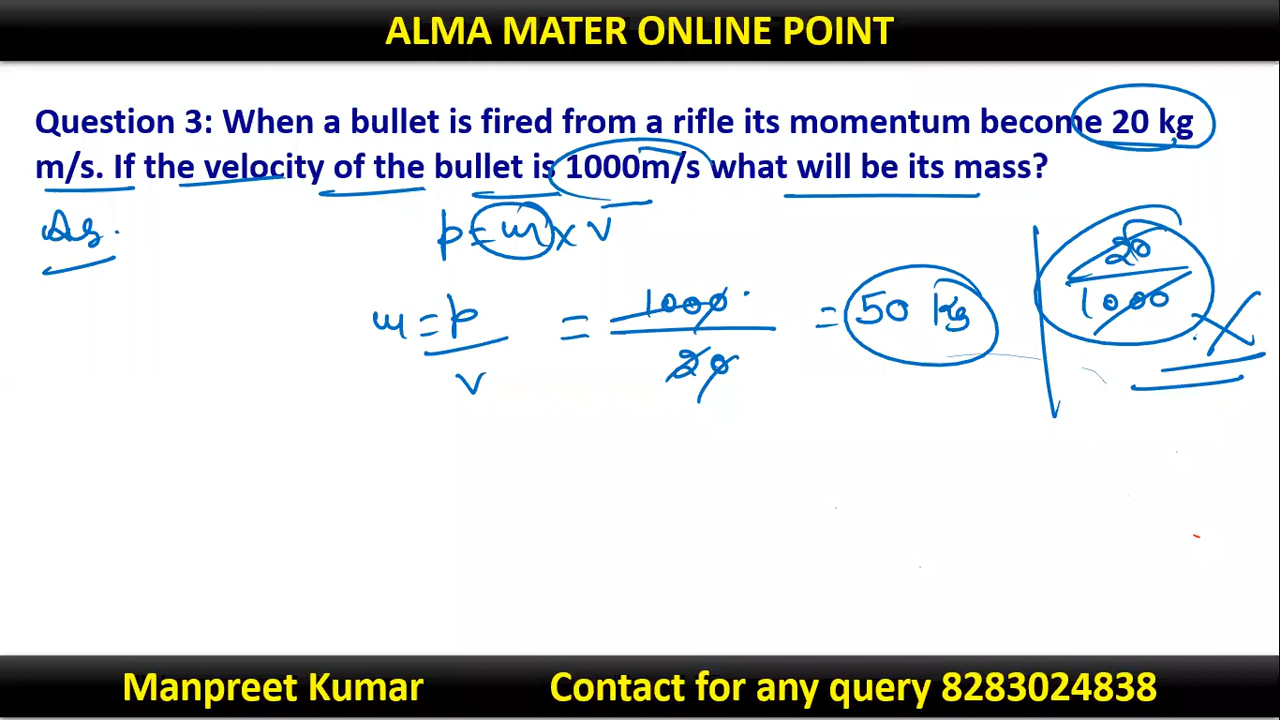 ALMA MATER ONLINE POINT
Question 3: When a bullet is fired from a rifle its momentum become 20 kg
m/s. If the velocity of the bullet is 1000m/s what will be its mass?
p = m x v
20
1000
m = p
v
= 1000
20
= 50 kg
Manpreet Kumar
Contact for any query 8283024838